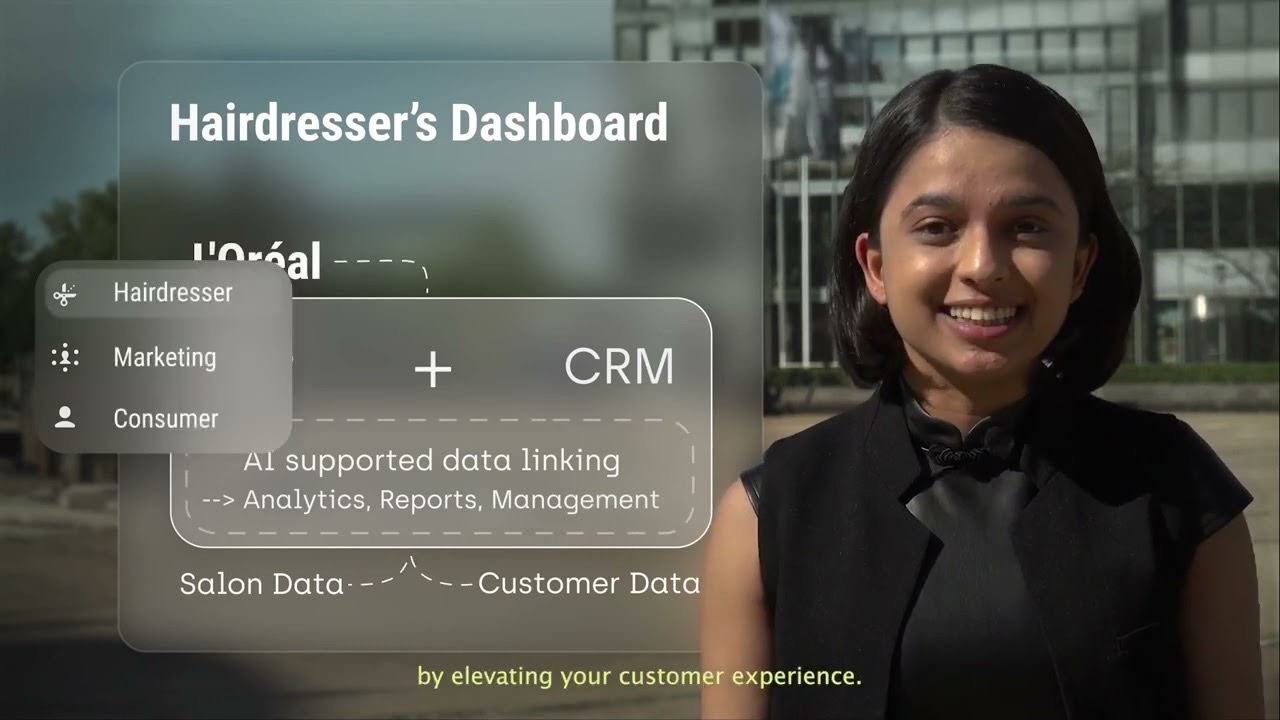 Hairdresser's Dashboard
L'Oréal
Hairdresser
Marketing
Consumer
+ CRM
AI supported data linking
--> Analytics, Reports, Management
Salon Data
Customer Data
by elevating your customer experience.